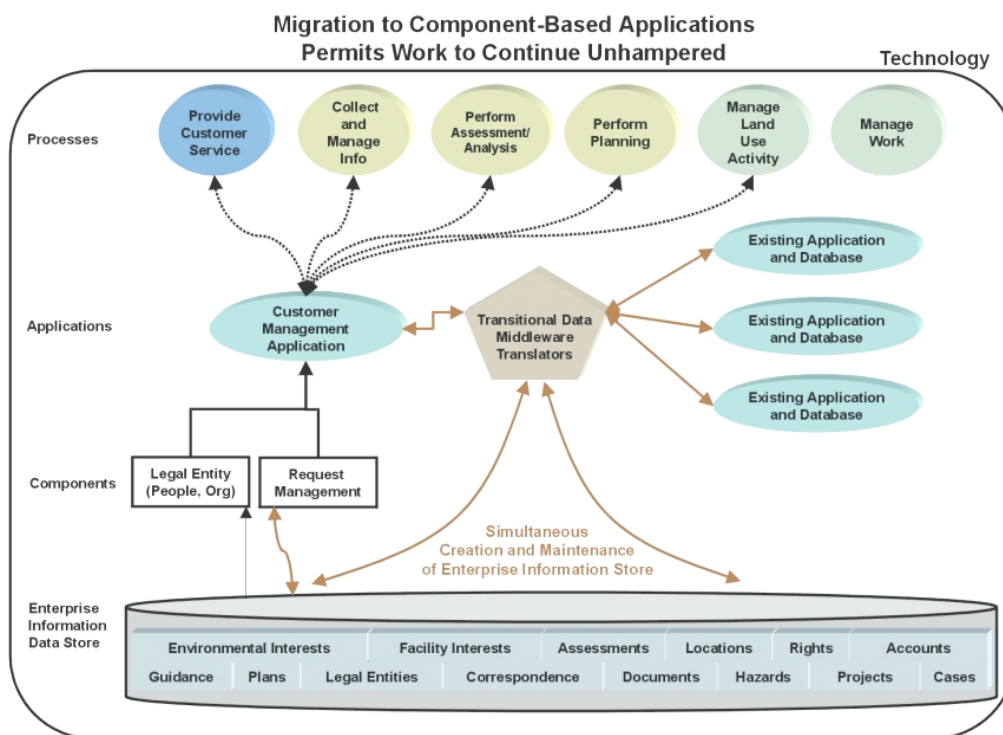 Migration to Component-Based Applications
Permits Work to Continue Unhampered
Technology
Processes
Provide
Customer
Service
Collect
and
Manage
Info
Perform
Assessment/
Analysis
Perform
Planning
Manage
Land
Use
Activity
Manage
Work
Applications
Customer
Management
Application
Transitional Data
Middleware
Translators
Existing Application
and Database
Existing Application
and Database
Existing Application
and Database
Components
Legal Entity
(People, Org)
Request
Management
Simultaneous
Creation and Maintenance
of Enterprise Information Store
Enterprise
Information
Data Store
Environmental Interests
Facility Interests
Assessments
Locations
Rights
Accounts
Guidance
Plans
Legal Entities
Correspondence
Documents
Hazards
Projects
Cases